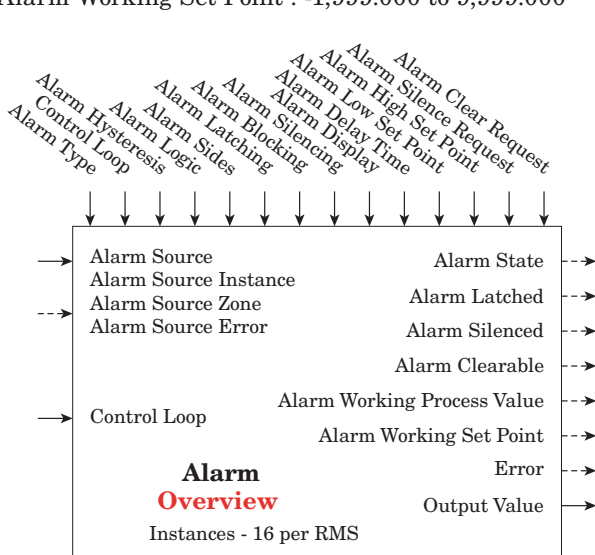 Alarm Working Set Point : -1,999.000 to 9,999.000
Alarm Type
Control Loop
Alarm Hysteresis
Alarm Logic
Alarm Sides
Alarm Latching
Alarm Blocking
Alarm Silencing
Alarm Display
Alarm Delay Time
Alarm Low Set Point
Alarm High Set Point
Alarm Silence Request
Alarm Clear Request
Alarm Source
Alarm Source Instance
Alarm Source Zone
Alarm Source Error
Control Loop
Alarm State
Alarm Latched
Alarm Silenced
Alarm Clearable
Alarm Working Process Value
Alarm Working Set Point
Error
Output Value
Alarm
Overview
Instances - 16 per RMS